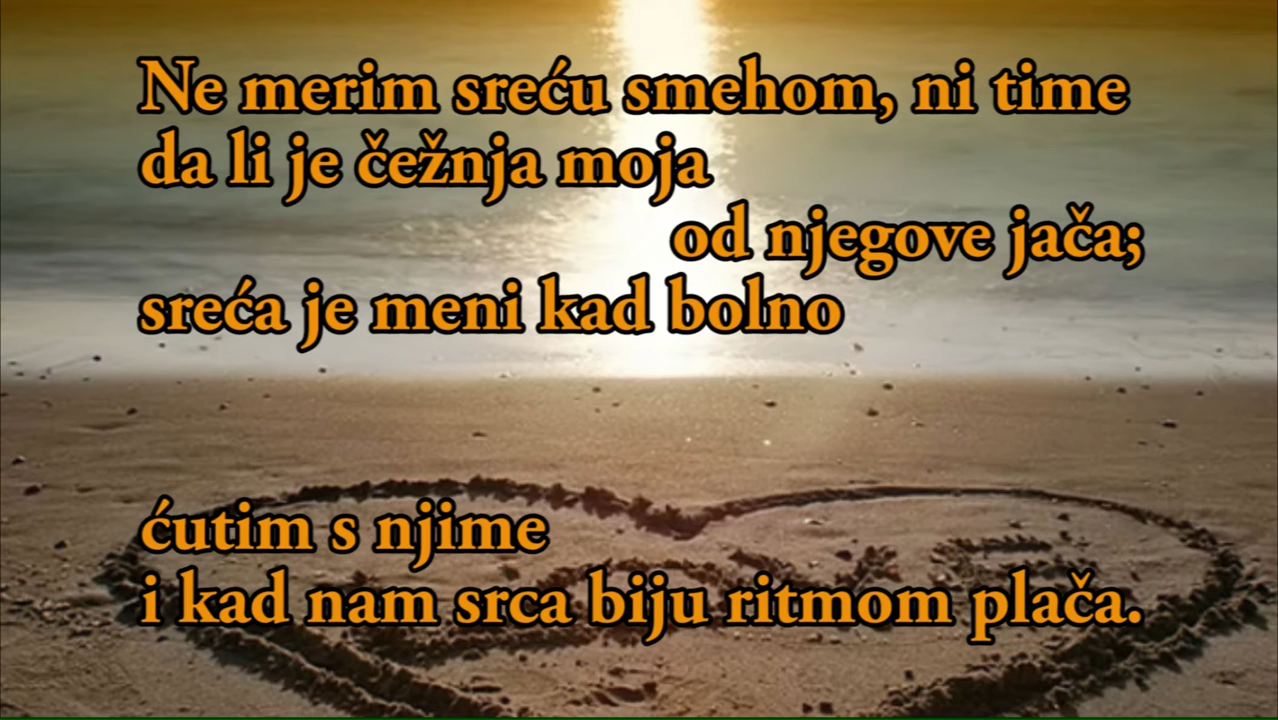 Ne merim sreću smehom, ni time
da li je čežnja moja
od njegove jača;
sreća je meni kad bolno
ćutim s njime
i kad nam srca biju ritmom plača.